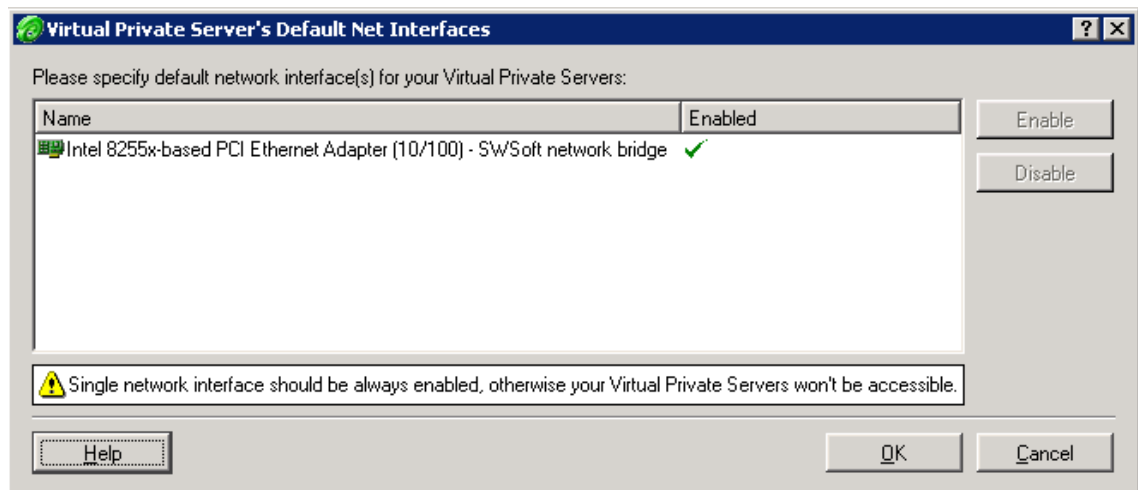 Virtual Private Server's Default Net Interfaces
Please specify default network interface(s) for your Virtual Private Servers:
Name Enabled
Enable
Intel 8255x-based PCI Ethernet Adapter (10/100) - SWSoft network bridge
Disable
Single network interface should be always enabled, otherwise your Virtual Private Servers won't be accessible.
Help OK Cancel